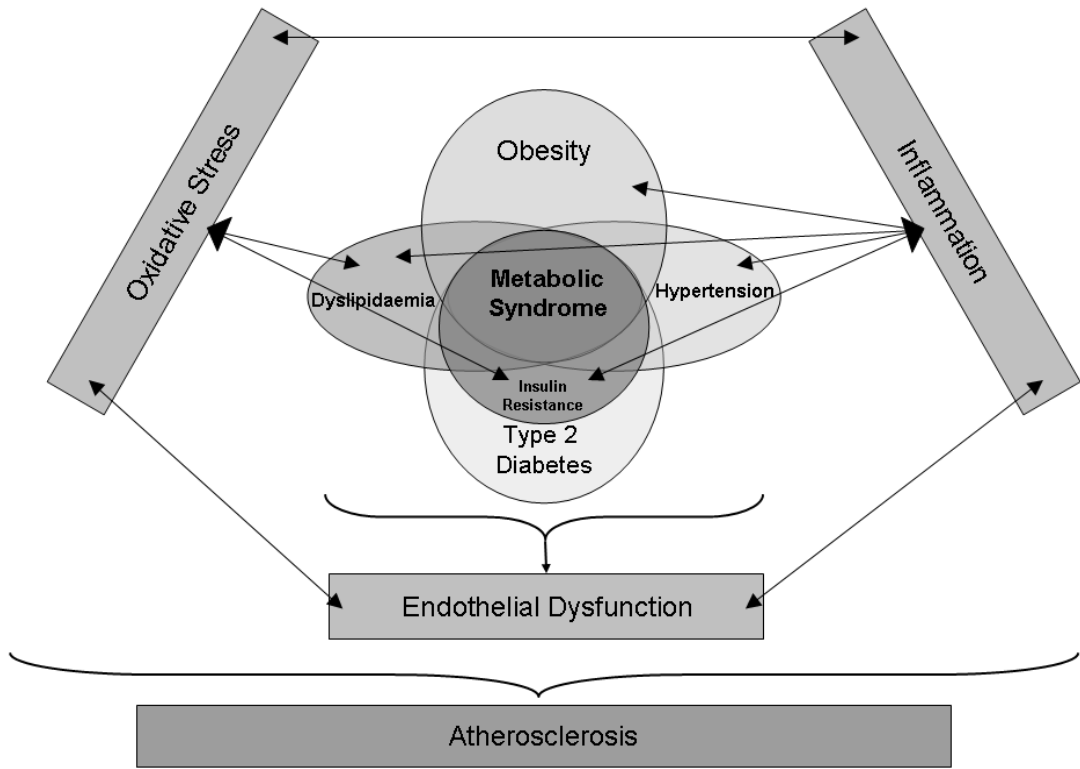 Oxidative Stress
Inflammation
Obesity
Dyslipidaemia
Metabolic
Syndrome
Hypertension
Insulin
Resistance
Type 2
Diabetes
Endothelial Dysfunction
Atherosclerosis